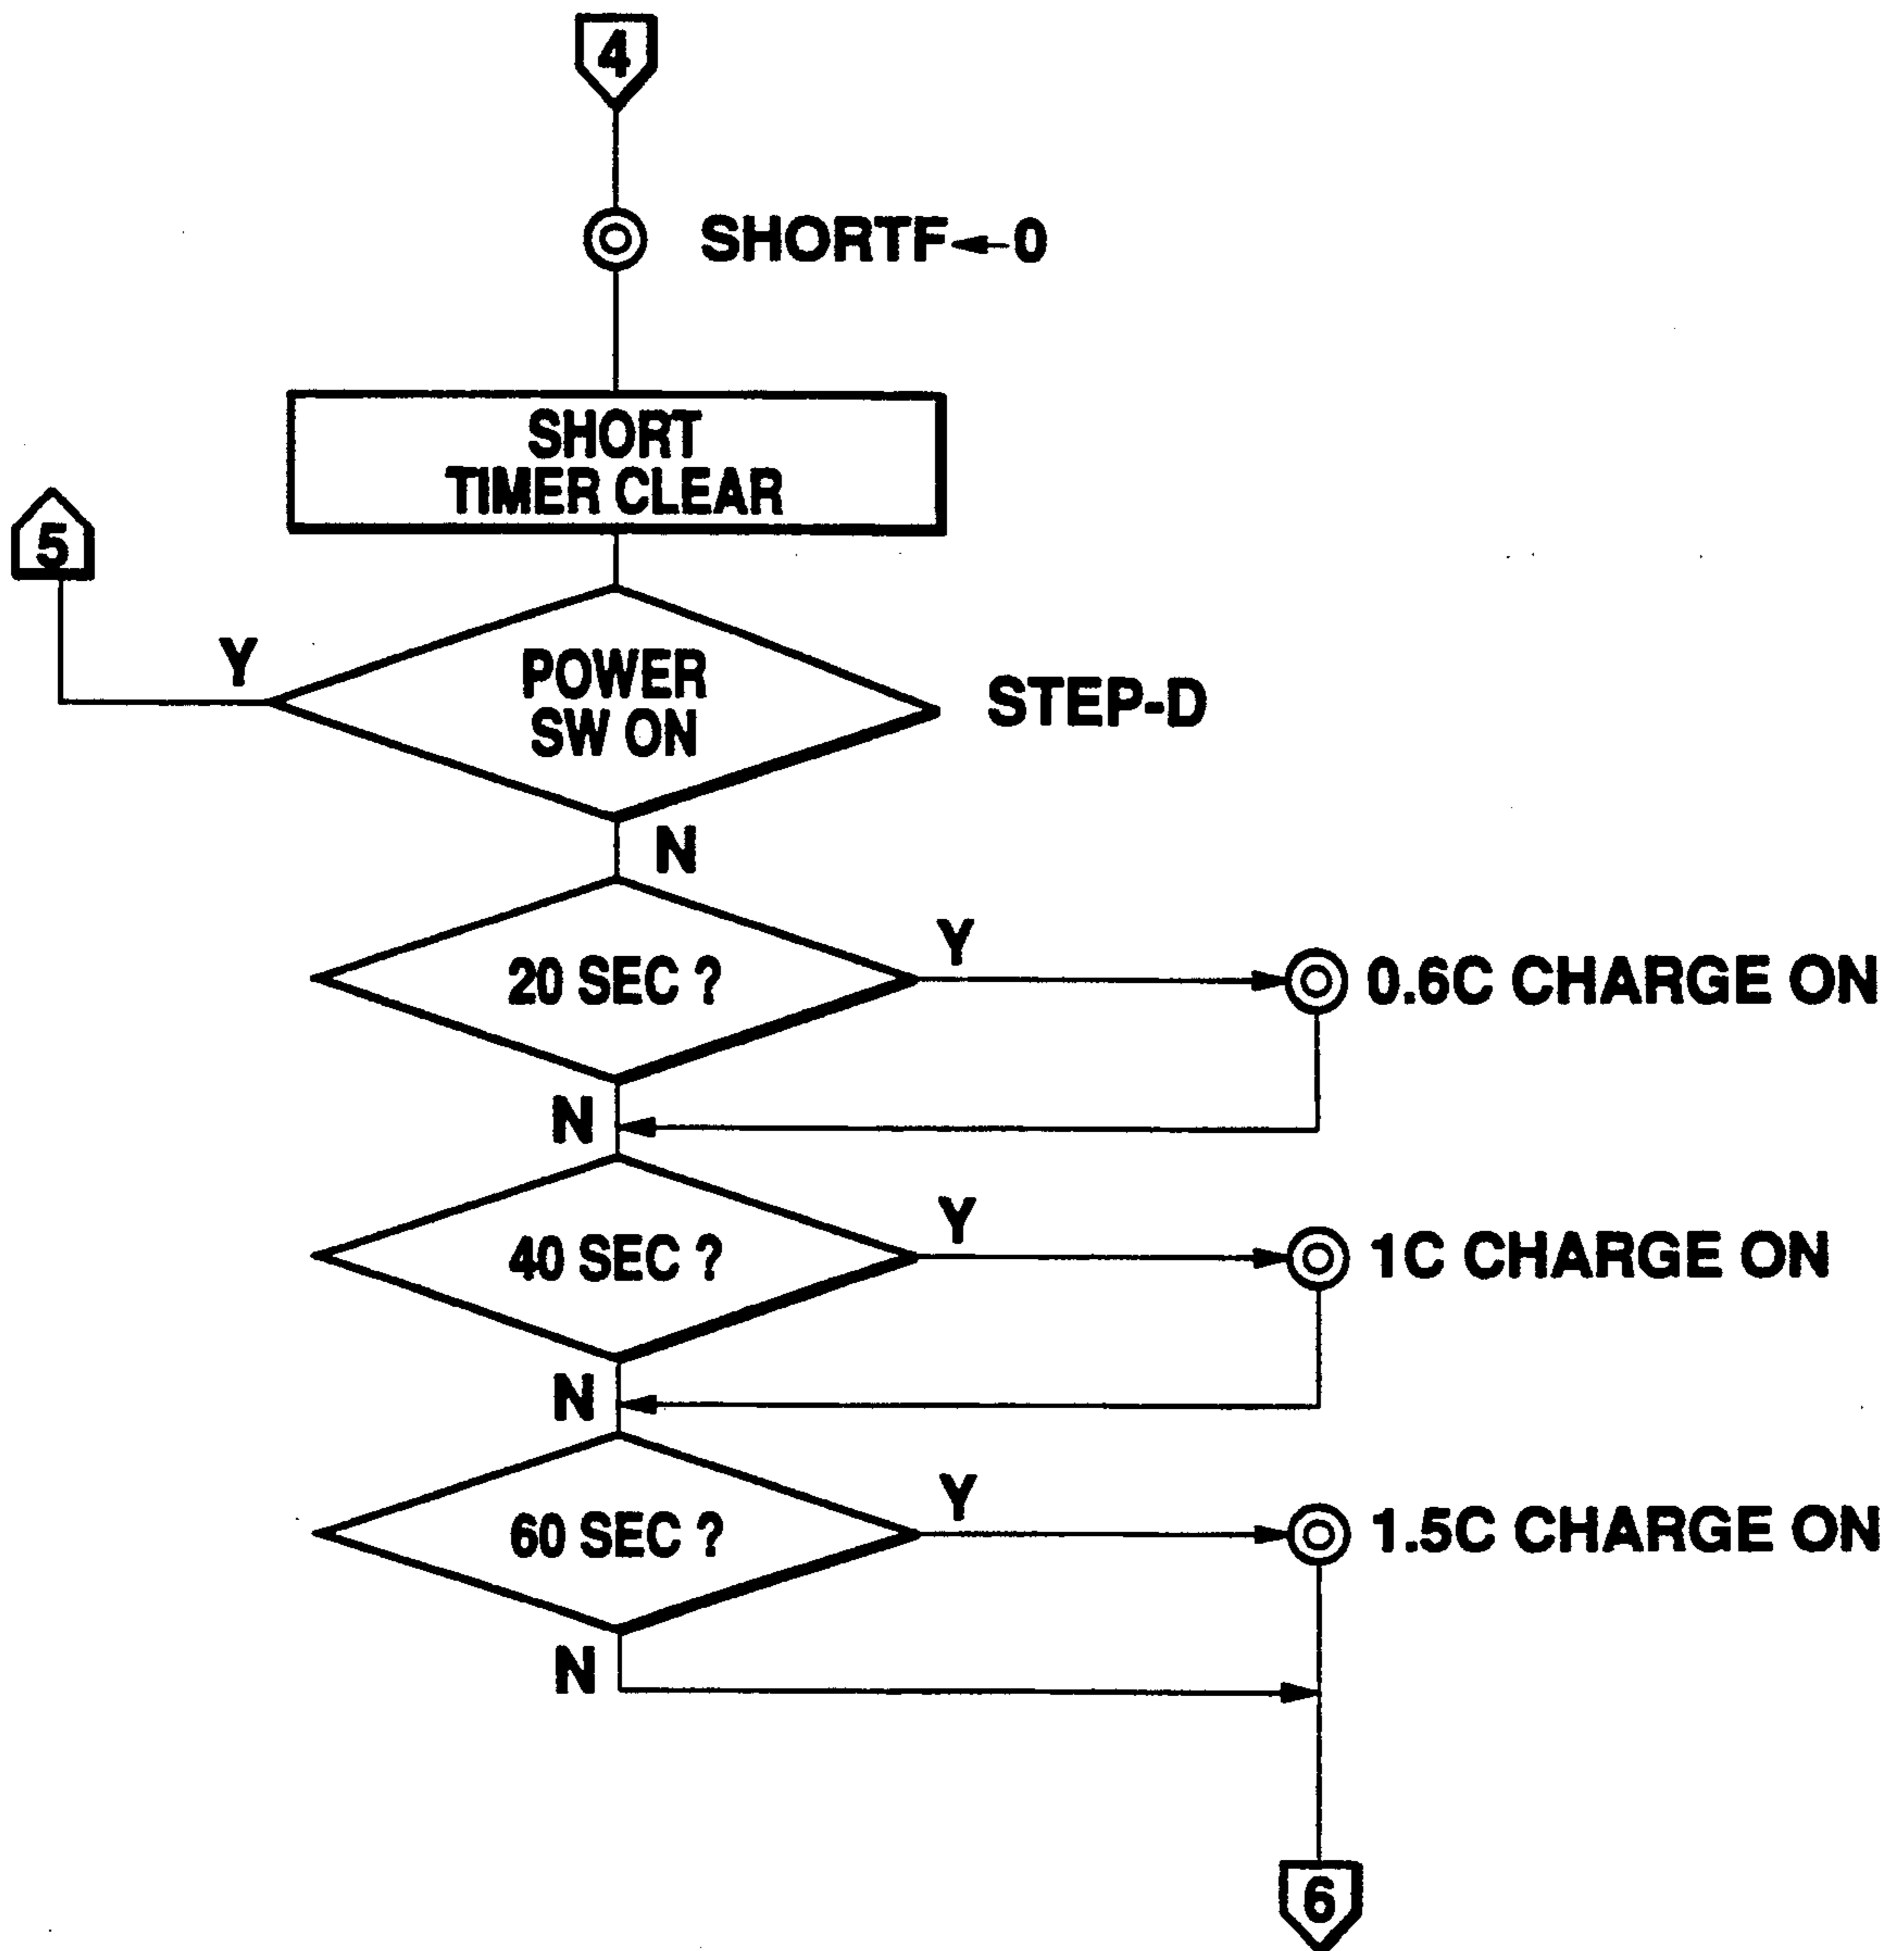 4
SHORTF←0
SHORT
TIMER CLEAR
5
Y
POWER
SW ON
STEP-D
N
20 SEC ?
Y
0.6C CHARGE ON
N
40 SEC ?
Y
1C CHARGE ON
N
60 SEC ?
Y
1.5C CHARGE ON
N
6